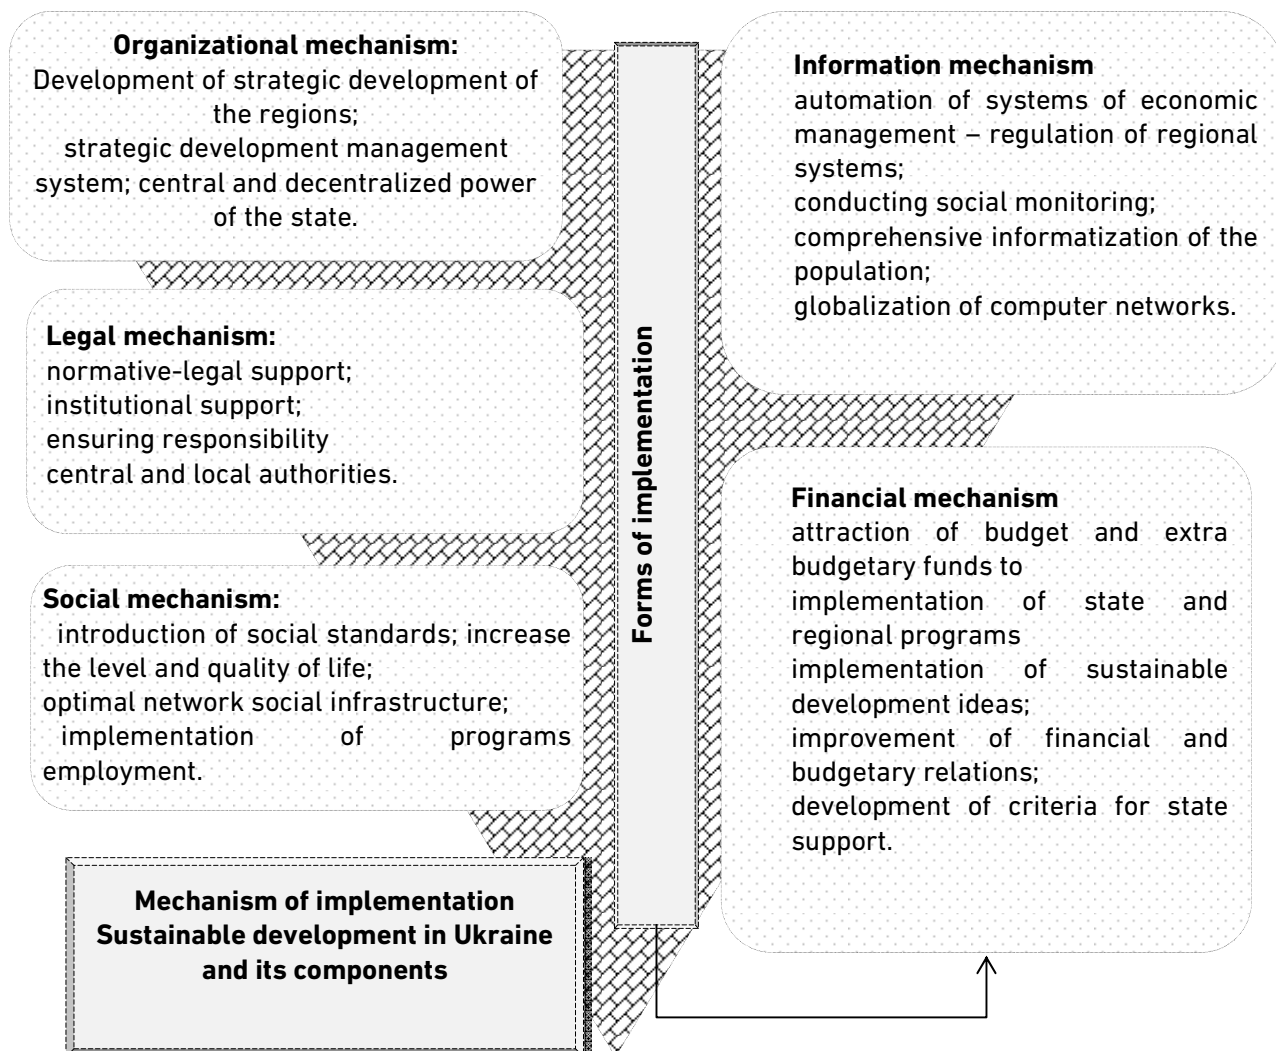 Organizational mechanism:
Development of strategic development of
the regions;
strategic development management
system; central and decentralized power
of the state.
Legal mechanism:
normative-legal support;
institutional support;
ensuring responsibility
central and local authorities.
Social mechanism:
introduction of social standards; increase
the level and quality of life;
optimal network social infrastructure;
implementation of programs
employment.
Mechanism of implementation
Sustainable development in Ukraine
and its components
Forms of implementation
Information mechanism
automation of systems of economic
management – regulation of regional
systems;
conducting social monitoring;
comprehensive informatization of the
population;
globalization of computer networks.
Financial mechanism
attraction of budget and extra
budgetary funds to
implementation of state and
regional programs
implementation of sustainable
development ideas;
improvement of financial and
budgetary relations;
development of criteria for state
support.